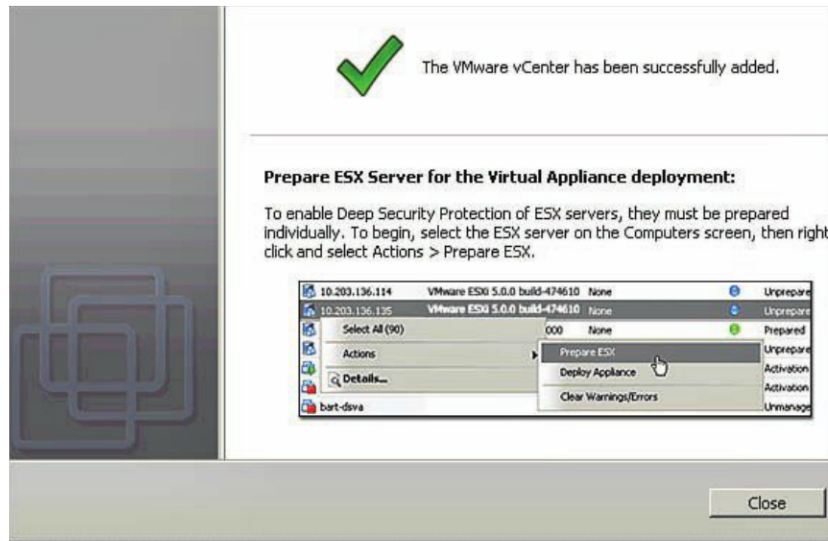 The VMware vCenter has been successfully added.
Prepare ESX Server for the Virtual Appliance deployment:
To enable Deep Security Protection of ESX servers, they must be prepared
individually. To begin, select the ESX server on the Computers screen, then right
click and select Actions > Prepare ESX.
10.203.136.114 VMware ESXi 5.0.0 build-474610 None Unprepare
10.203.136.135 VMware ESXi 5.0.0 build-474610 None Unprepare
Select All (90) 000 None Prepared
Actions Prepare ESX Unprepare
Deploy Appliance Activation
Details... Activation
Clear Warnings/Errors
bart-dsva Unmanage
Close